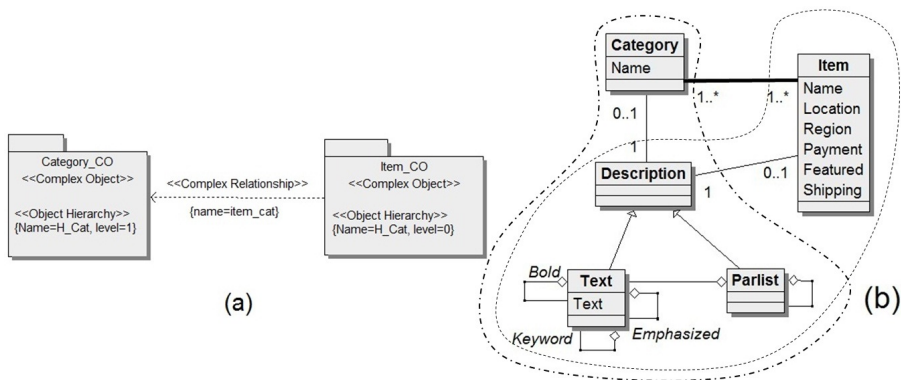 Category_CO
<<Complex Object>>
<<Object Hierarchy>>
{Name=H_Cat, level=1}
<<Complex Relationship>>
{name=item_cat}
Item_CO
<<Complex Object>>
<<Object Hierarchy>>
{Name=H_Cat, level=0}
(a)
Category
Name
1..*
1..*
Item
Name
Location
Region
Payment
Featured
Shipping
0..1
1
Description
1
0..1
Bold
Text
Text
Parlist
Keyword
Emphasized
(b)